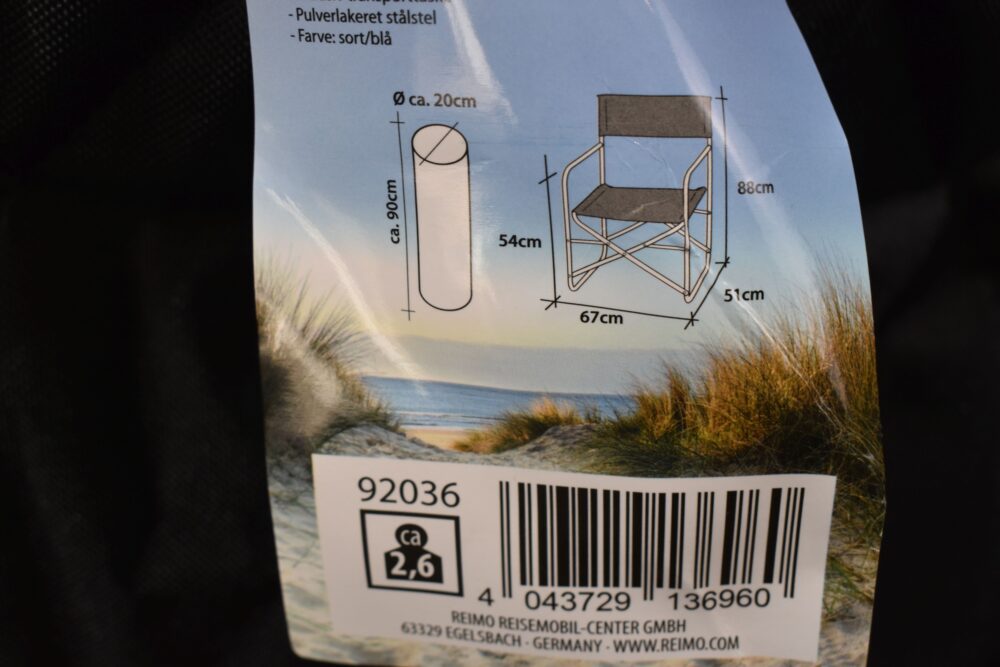 - Pulverlakeret stålstel
- Farve: sort/blå
Ø ca. 20cm
ca. 90cm
88cm
54cm
51cm
67cm
92036
ca
2,6
4 043729 136960
REIMO REISEMOBIL-CENTER GMBH
63329 EGELSBACH · GERMANY · WWW.REIMO.COM